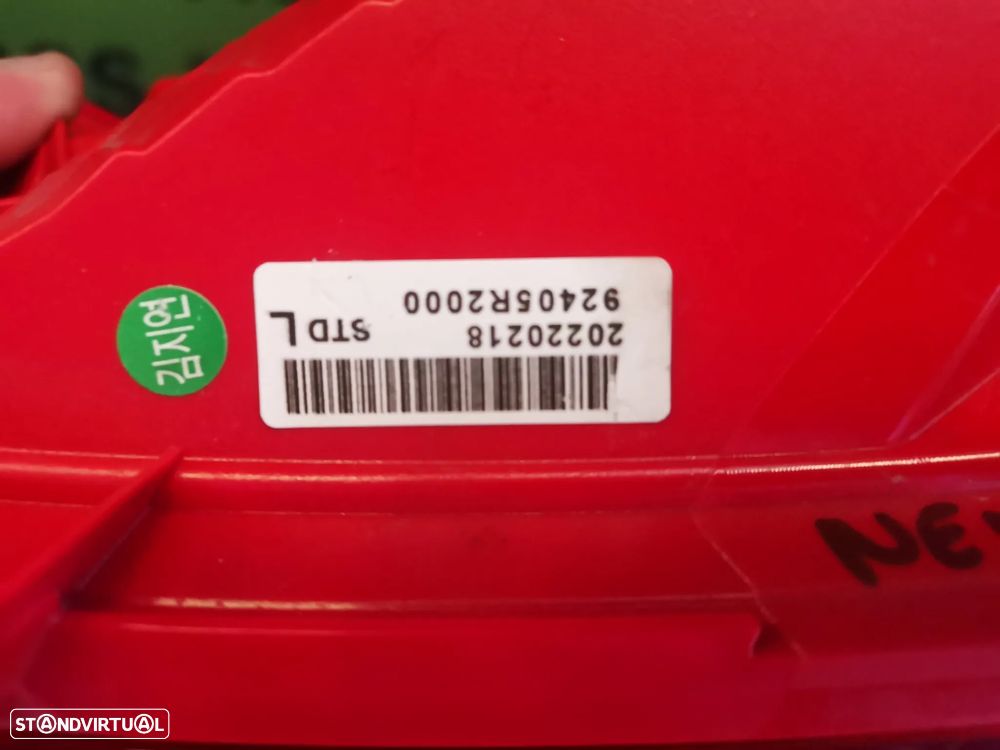 92405R2000
20220218
STD L
김지연
STANDVIRTUAL